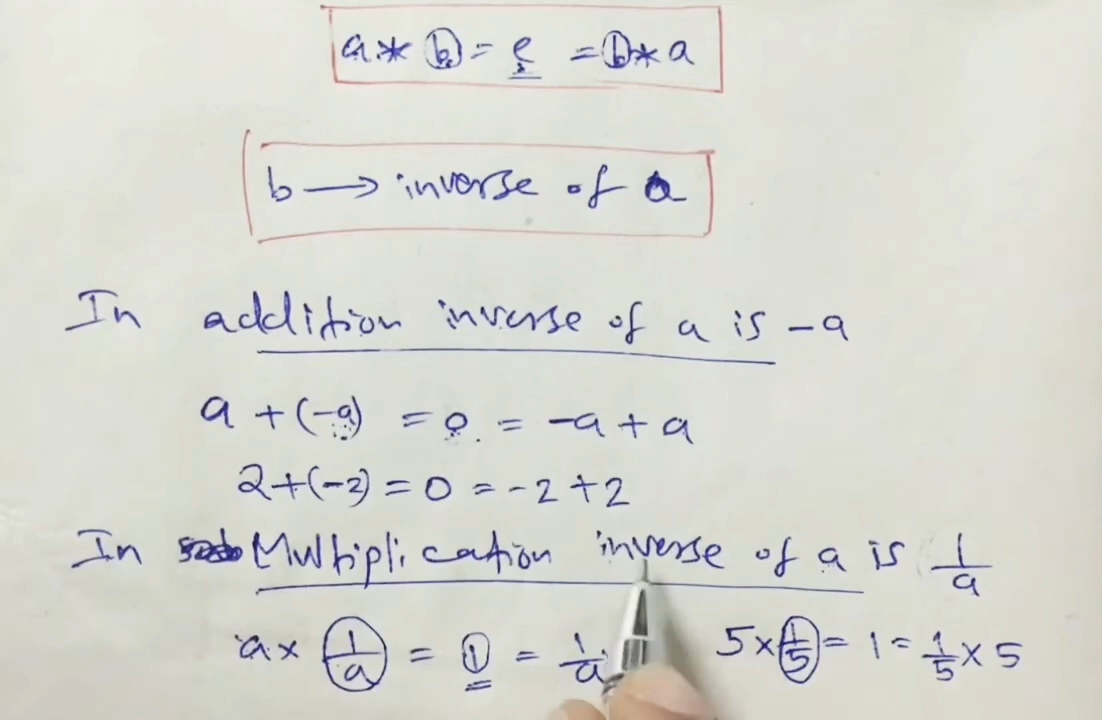 a * b = e = b * a
b → inverse of a
In addition inverse of a is -a
a + (-a) = 0 = -a + a
2+(-2) = 0 = -2 + 2
In Multiplication inverse of a is 1/a
a × 1/a = 1 = 1/a 5 × 1/5 = 1 = 1/5 × 5